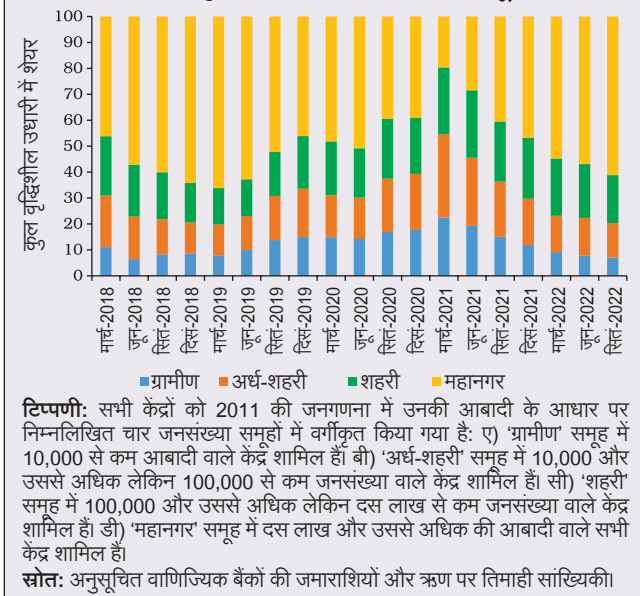 100
90
80
70
60
50
40
30
20
10
0
कुल वृद्धिशील उधारी में शेयर
मार्च-2018
जून-2018
सितं-2018
दिसं-2018
मार्च-2019
जून-2019
सितं-2019
दिसं-2019
मार्च-2020
जून-2020
सितं-2020
दिसं-2020
मार्च-2021
जून-2021
सितं-2021
दिसं-2021
मार्च-2022
जून-2022
सितं-2022
ग्रामीण अर्ध-शहरी शहरी महानगर
टिप्पणी: सभी केंद्रों को 2011 की जनगणना में उनकी आबादी के आधार पर
निम्नलिखित चार जनसंख्या समूहों में वर्गीकृत किया गया है: ए) 'ग्रामीण' समूह में
10,000 से कम आबादी वाले केंद्र शामिल हैं। बी) 'अर्ध-शहरी' समूह में 10,000 और
उससे अधिक लेकिन 100,000 से कम जनसंख्या वाले केंद्र शामिल हैं। सी) 'शहरी'
समूह में 100,000 और उससे अधिक लेकिन दस लाख से कम जनसंख्या वाले केंद्र
शामिल हैं। डी) 'महानगर' समूह में दस लाख और उससे अधिक की आबादी वाले सभी
केंद्र शामिल हैं।
स्रोत: अनुसूचित वाणिज्यिक बैंकों की जमाराशियों और ऋण पर तिमाही सांख्यिकी।